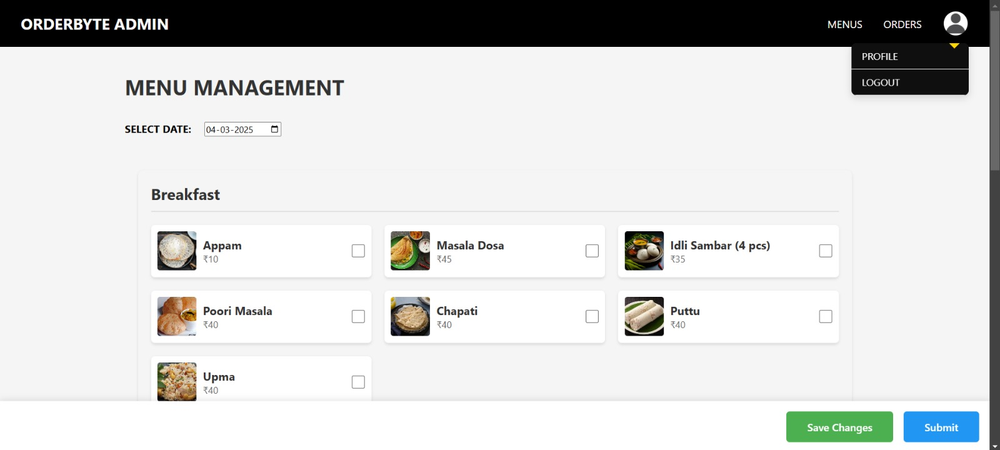 ORDERBYTE ADMIN
MENUS
ORDERS
PROFILE
LOGOUT
MENU MANAGEMENT
SELECT DATE: 04-03-2025
Breakfast
Appam
₹10
Masala Dosa
₹45
Idli Sambar (4 pcs)
₹35
Poori Masala
₹40
Chapati
₹40
Puttu
₹40
Upma
₹40
Save Changes
Submit